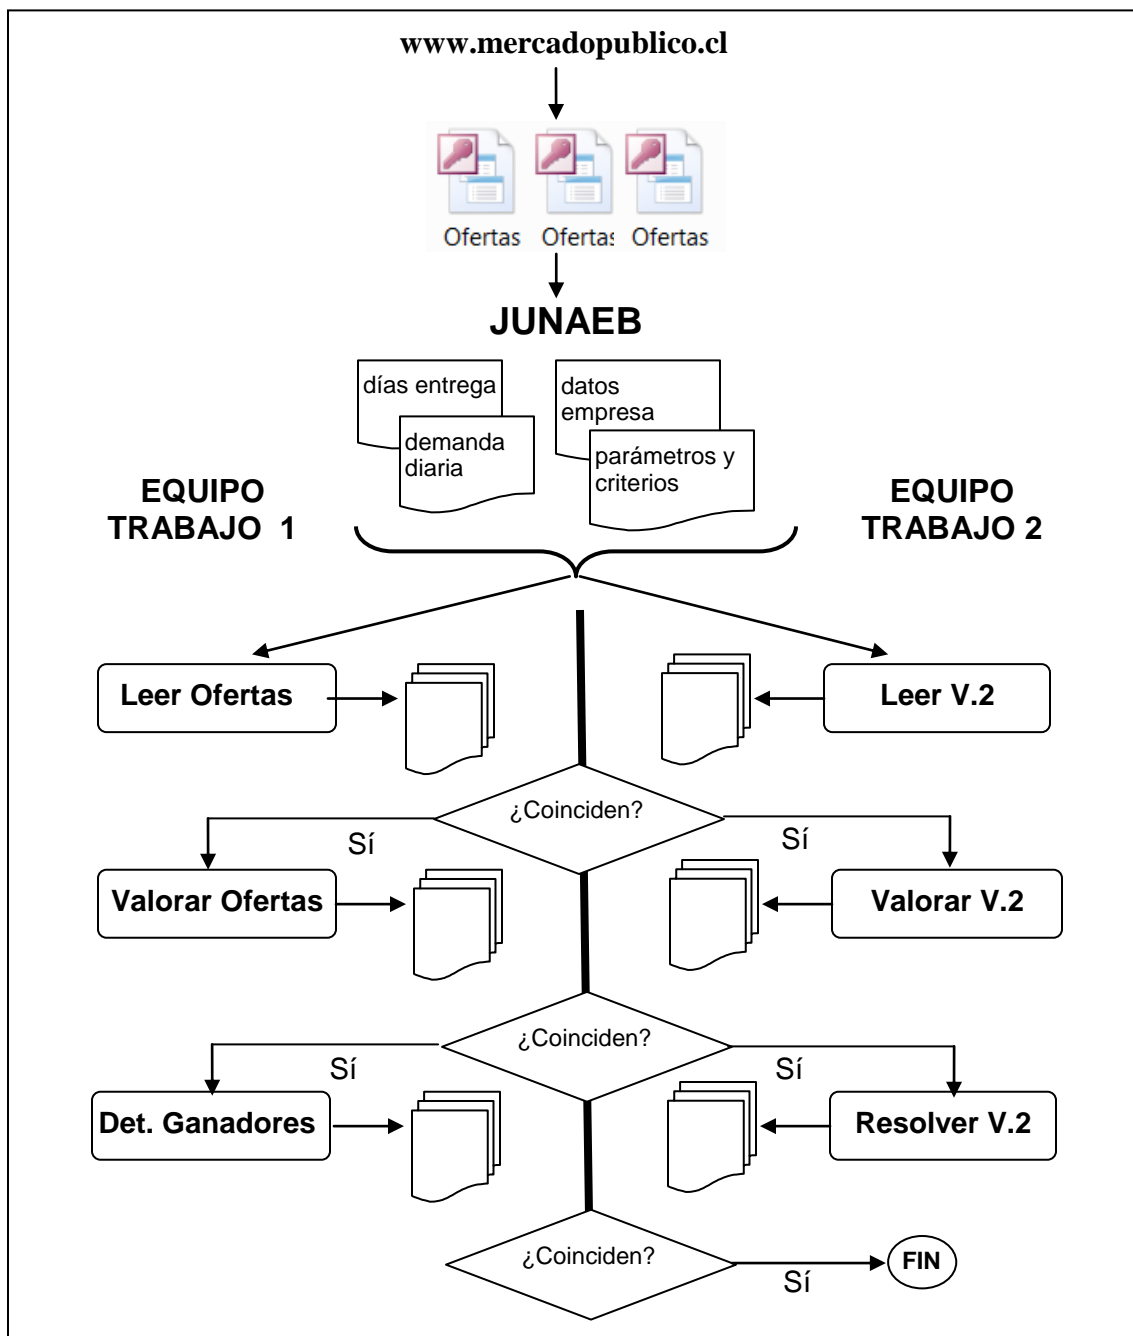 www.mercadopublico.cl
Ofertas Ofertas Ofertas
JUNAEB
días entrega
demanda
diaria
datos
empresa
parámetros y
criterios
EQUIPO
TRABAJO 1
EQUIPO
TRABAJO 2
Leer Ofertas
Leer V.2
¿Coinciden?
Sí
Sí
Valorar Ofertas
Valorar V.2
¿Coinciden?
Sí
Sí
Det. Ganadores
Resolver V.2
¿Coinciden?
Sí
FIN